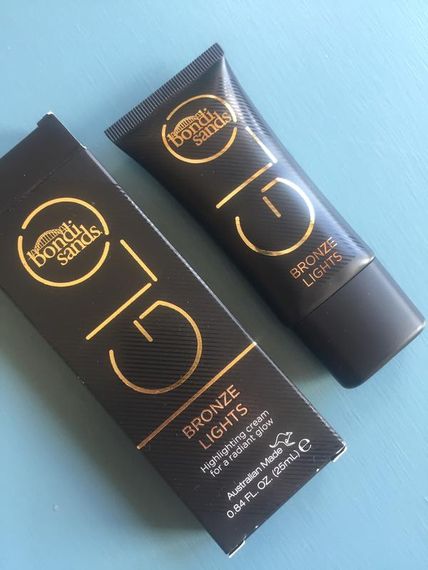 bondi
sands
GLO
BRONZE
LIGHTS
Highlighting cream
for a radiant glow
Australian Made
0.84 FL. OZ. (25mL) ℮
bondi
sands
GLO
BRONZE
LIGHTS